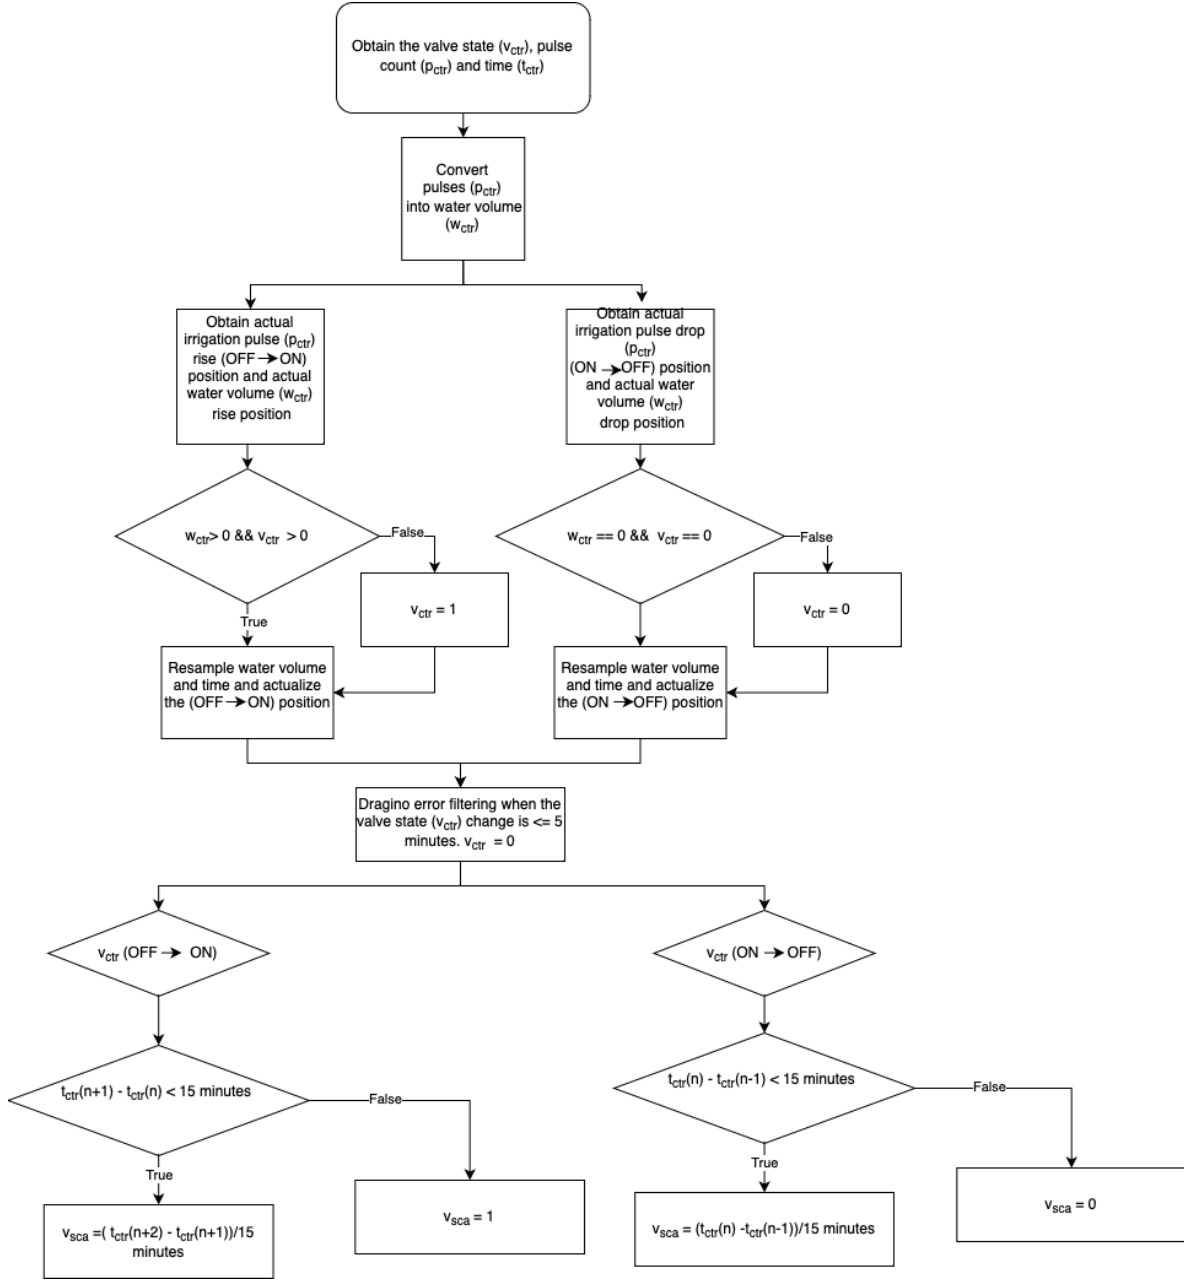 Obtain the valve state (vctr), pulse
count (pctr) and time (tctr)
Convert
pulses (pctr)
into water volume
(wctr)
Obtain actual
irrigation pulse (pctr)
rise (OFF → ON)
position and actual
water volume (wctr)
rise position
Obtain actual
irrigation pulse drop
(pctr)
(ON → OFF) position
and actual water
volume (wctr)
drop position
wctr> 0 && vctr > 0
False
wctr == 0 && vctr == 0
False
vctr = 1
vctr = 0
True
Resample water volume
and time and actualize
the (OFF → ON) position
Resample water volume
and time and actualize
the (ON → OFF) position
Dragino error filtering when the
valve state (vctr) change is <= 5
minutes. vctr = 0
vctr (OFF → ON)
vctr (ON → OFF)
tctr(n+1) - tctr(n) < 15 minutes
False
tctr(n) - tctr(n-1) < 15 minutes
False
True
True
vsca =( tctr(n+2) - tctr(n+1))/15
minutes
vsca = 1
vsca = (tctr(n) -tctr(n-1))/15 minutes
vsca = 0